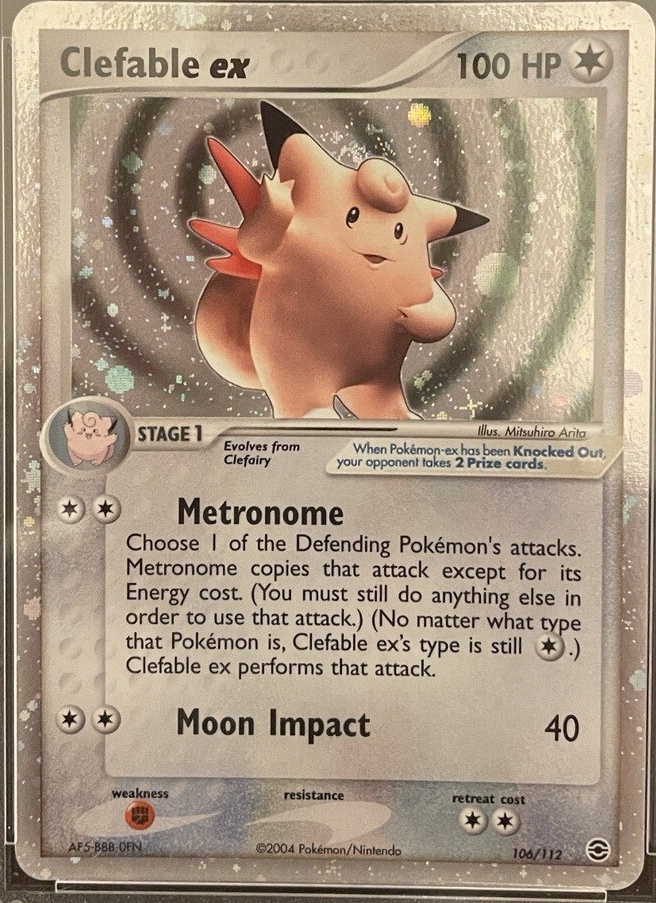 Clefable ex 100 HP
STAGE 1
Evolves from
Clefairy
Illus. Mitsuhiro Arita
When Pokémon-ex has been Knocked Out,
your opponent takes 2 Prize cards.
Metronome
Choose 1 of the Defending Pokémon's attacks.
Metronome copies that attack except for its
Energy cost. (You must still do anything else in
order to use that attack.) (No matter what type
that Pokémon is, Clefable ex's type is still .)
Clefable ex performs that attack.
Moon Impact 40
weakness resistance retreat cost
AF5-BBB-0FN ©2004 Pokémon/Nintendo 106/112